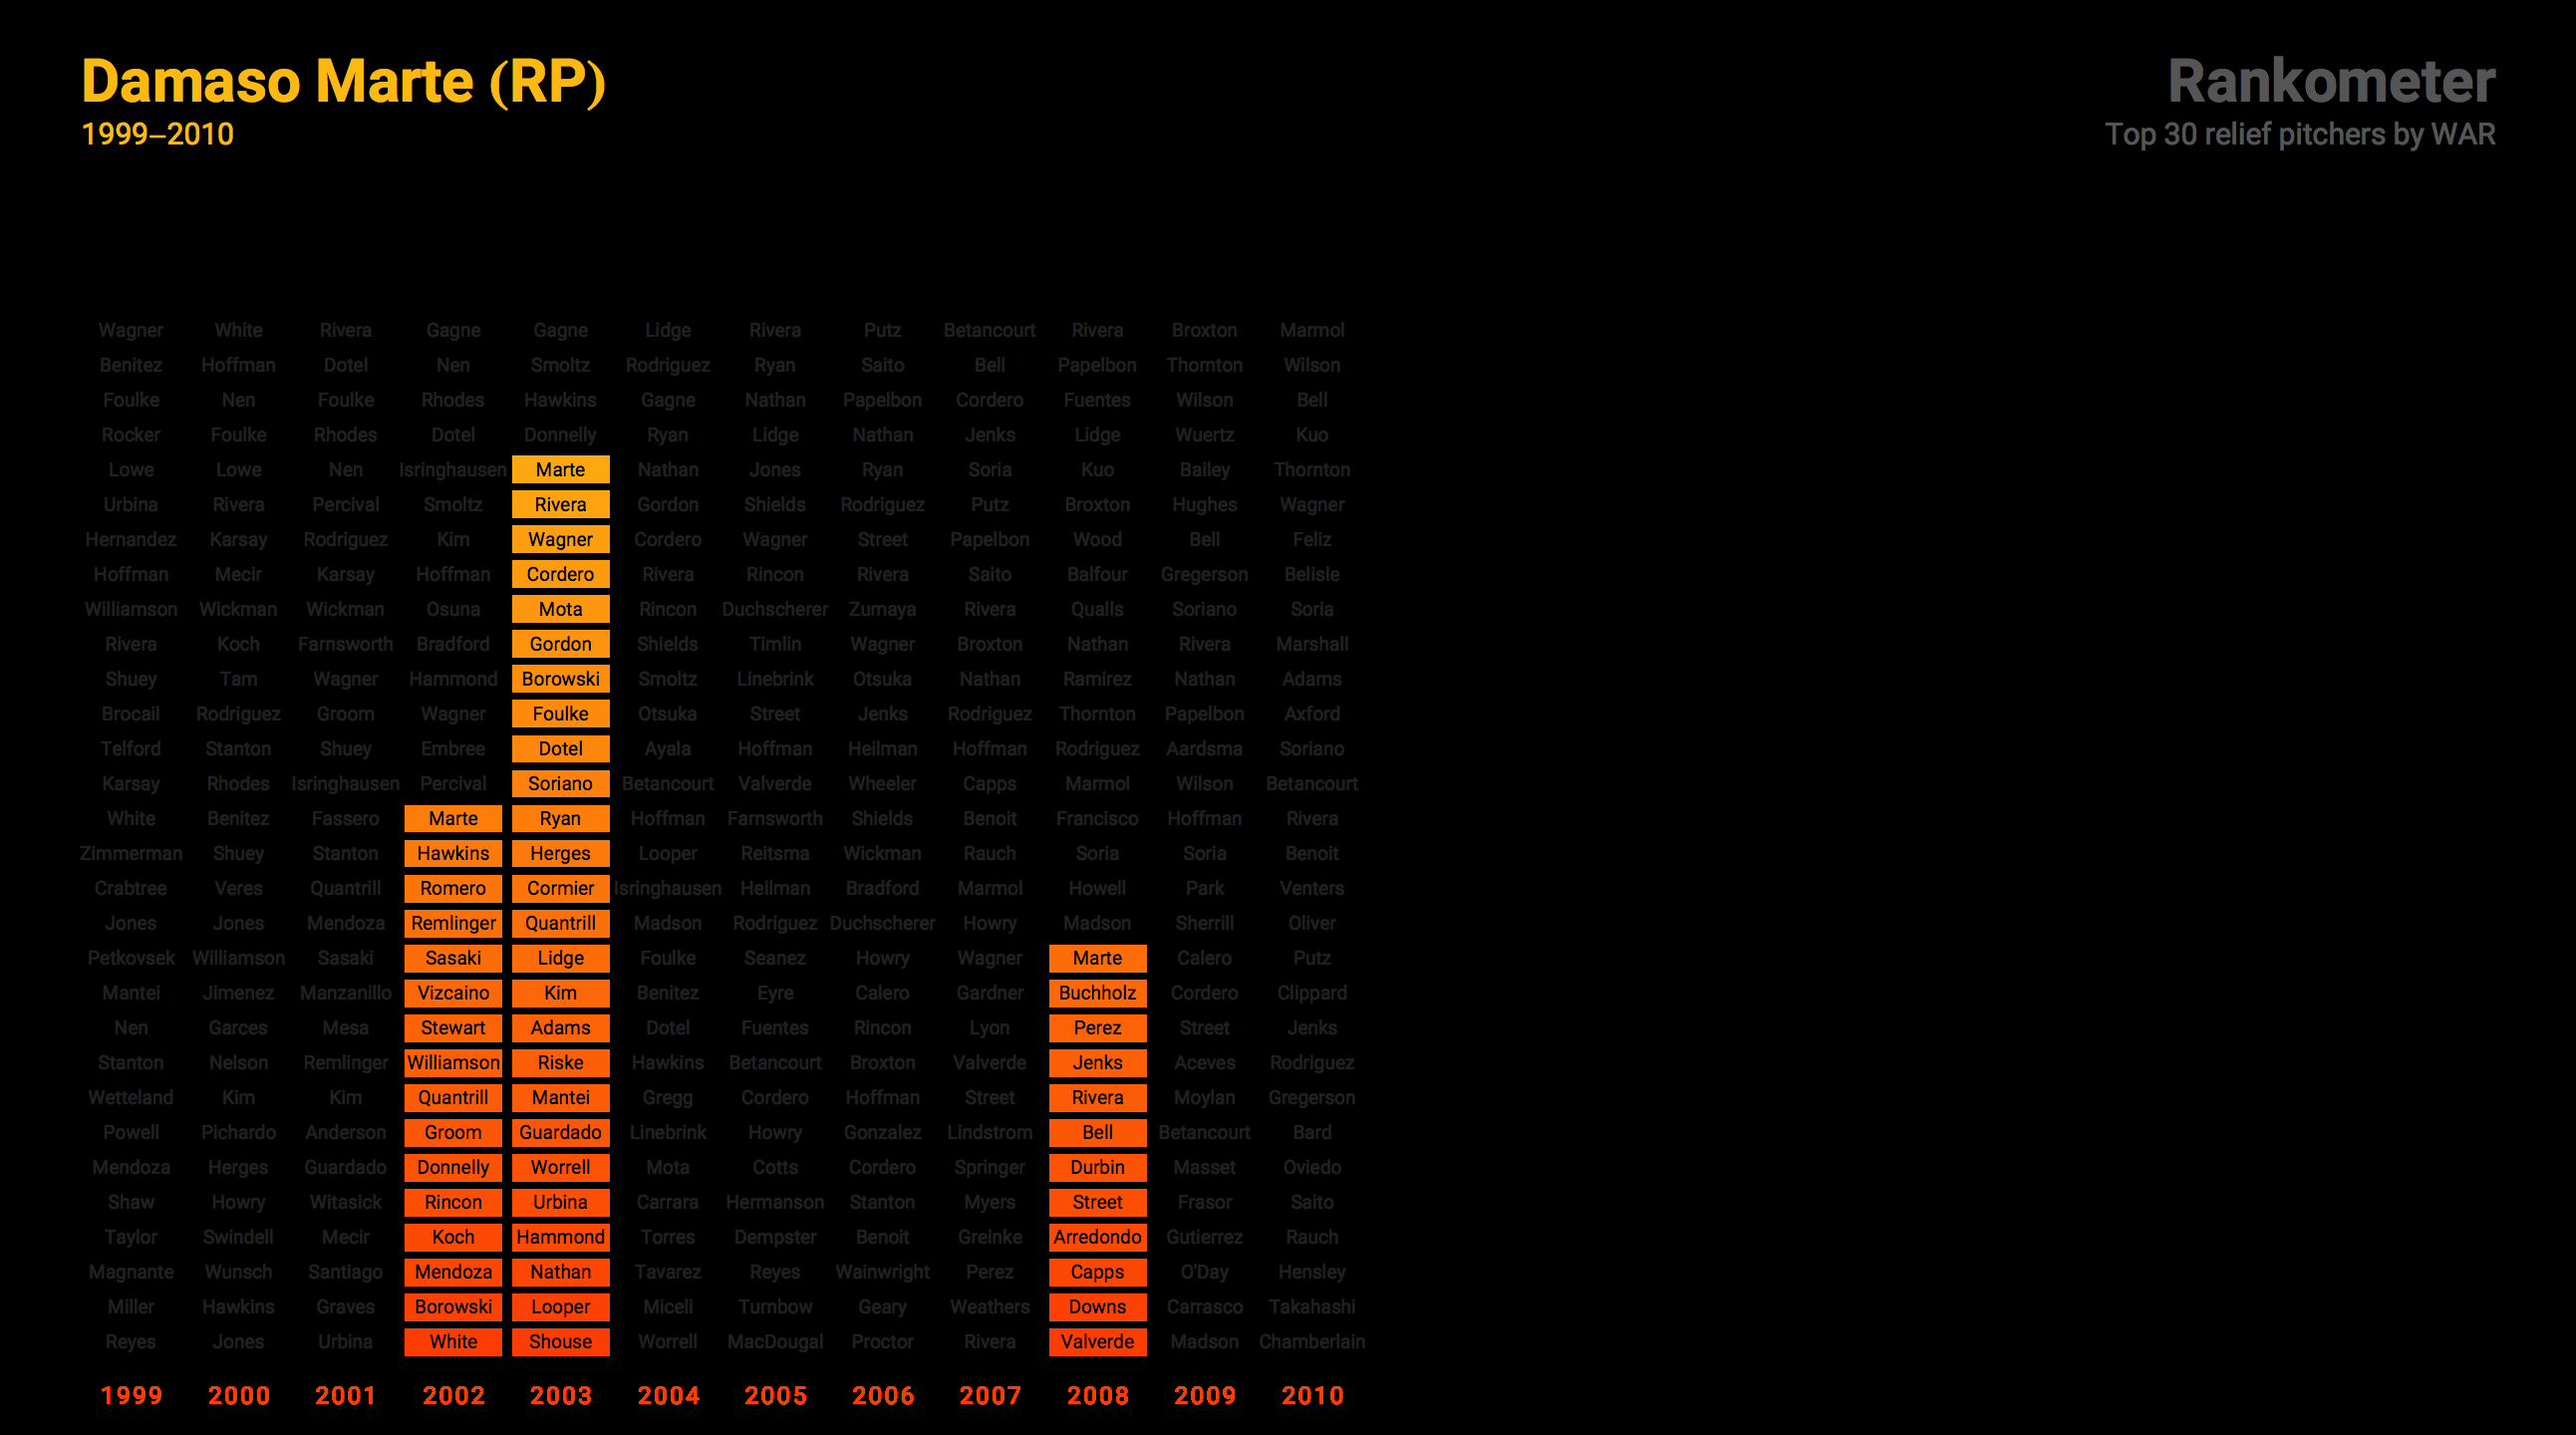 Damaso Marte (RP)
1999–2010
Rankometer
Top 30 relief pitchers by WAR
Wagner White Rivera Gagne Gagne Lidge Rivera Putz Betancourt Rivera Broxton Marmol
Benitez Hoffman Dotel Nen Smoltz Rodriguez Ryan Saito Bell Papelbon Thornton Wilson
Foulke Nen Foulke Rhodes Hawkins Gagne Nathan Papelbon Cordero Fuentes Wilson Bell
Rocker Foulke Rhodes Dotel Donnelly Ryan Lidge Nathan Jenks Lidge Wuertz Kuo
Lowe Lowe Nen Isringhausen Marte Nathan Jones Ryan Soria Kuo Bailey Thornton
Urbina Rivera Percival Smoltz Rivera Gordon Shields Rodriguez Putz Broxton Hughes Wagner
Hernandez Karsay Rodriguez Kim Wagner Cordero Wagner Street Papelbon Wood Bell Feliz
Hoffman Mecir Karsay Hoffman Cordero Rivera Rincon Rivera Saito Balfour Gregerson Belisle
Williamson Wickman Wickman Osuna Mota Rincon Duchscherer Zumaya Rivera Qualls Soriano Soria
Rivera Koch Farnsworth Bradford Gordon Shields Timlin Wagner Broxton Nathan Rivera Marshall
Shuey Tam Wagner Hammond Borowski Smoltz Linebrink Otsuka Nathan Ramirez Nathan Adams
Brocail Rodriguez Groom Wagner Foulke Otsuka Street Jenks Rodriguez Thornton Papelbon Axford
Telford Stanton Shuey Embree Dotel Ayala Hoffman Heilman Hoffman Rodriguez Aardsma Soriano
Karsay Rhodes Isringhausen Percival Soriano Betancourt Valverde Wheeler Capps Marmol Wilson Betancourt
White Benitez Fassero Marte Ryan Hoffman Farnsworth Shields Benoit Francisco Hoffman Rivera
Zimmerman Shuey Stanton Hawkins Herges Looper Reitsma Wickman Rauch Soria Soria Benoit
Crabtree Veres Quantrill Romero Cormier Isringhausen Heilman Bradford Marmol Howell Park Venters
Jones Jones Mendoza Remlinger Quantrill Madson Rodriguez Duchscherer Howry Madson Sherrill Oliver
Petkovsek Williamson Sasaki Sasaki Lidge Foulke Seanez Howry Wagner Marte Calero Putz
Mantei Jimenez Manzanillo Vizcaino Kim Benitez Eyre Calero Gardner Buchholz Cordero Clippard
Nen Garces Mesa Stewart Adams Dotel Fuentes Rincon Lyon Perez Street Jenks
Stanton Nelson Remlinger Williamson Riske Hawkins Betancourt Broxton Valverde Jenks Aceves Rodriguez
Wetteland Kim Kim Quantrill Mantei Gregg Cordero Hoffman Street Rivera Moylan Gregerson
Powell Pichardo Anderson Groom Guardado Linebrink Howry Gonzalez Lindstrom Bell Betancourt Bard
Mendoza Herges Guardado Donnelly Worrell Mota Cotts Cordero Springer Durbin Masset Oviedo
Shaw Howry Witasick Rincon Urbina Carrara Hermanson Stanton Myers Street Frasor Saito
Taylor Swindell Mecir Koch Hammond Torres Dempster Benoit Greinke Arredondo Gutierrez Rauch
Magnante Wunsch Santiago Mendoza Nathan Tavarez Reyes Wainwright Perez Capps O'Day Hensley
Miller Hawkins Graves Borowski Looper Miceli Turnbow Geary Weathers Downs Carrasco Takahashi
Reyes Jones Urbina White Shouse Worrell MacDougal Proctor Rivera Valverde Madson Chamberlain
1999 2000 2001 2002 2003 2004 2005 2006 2007 2008 2009 2010